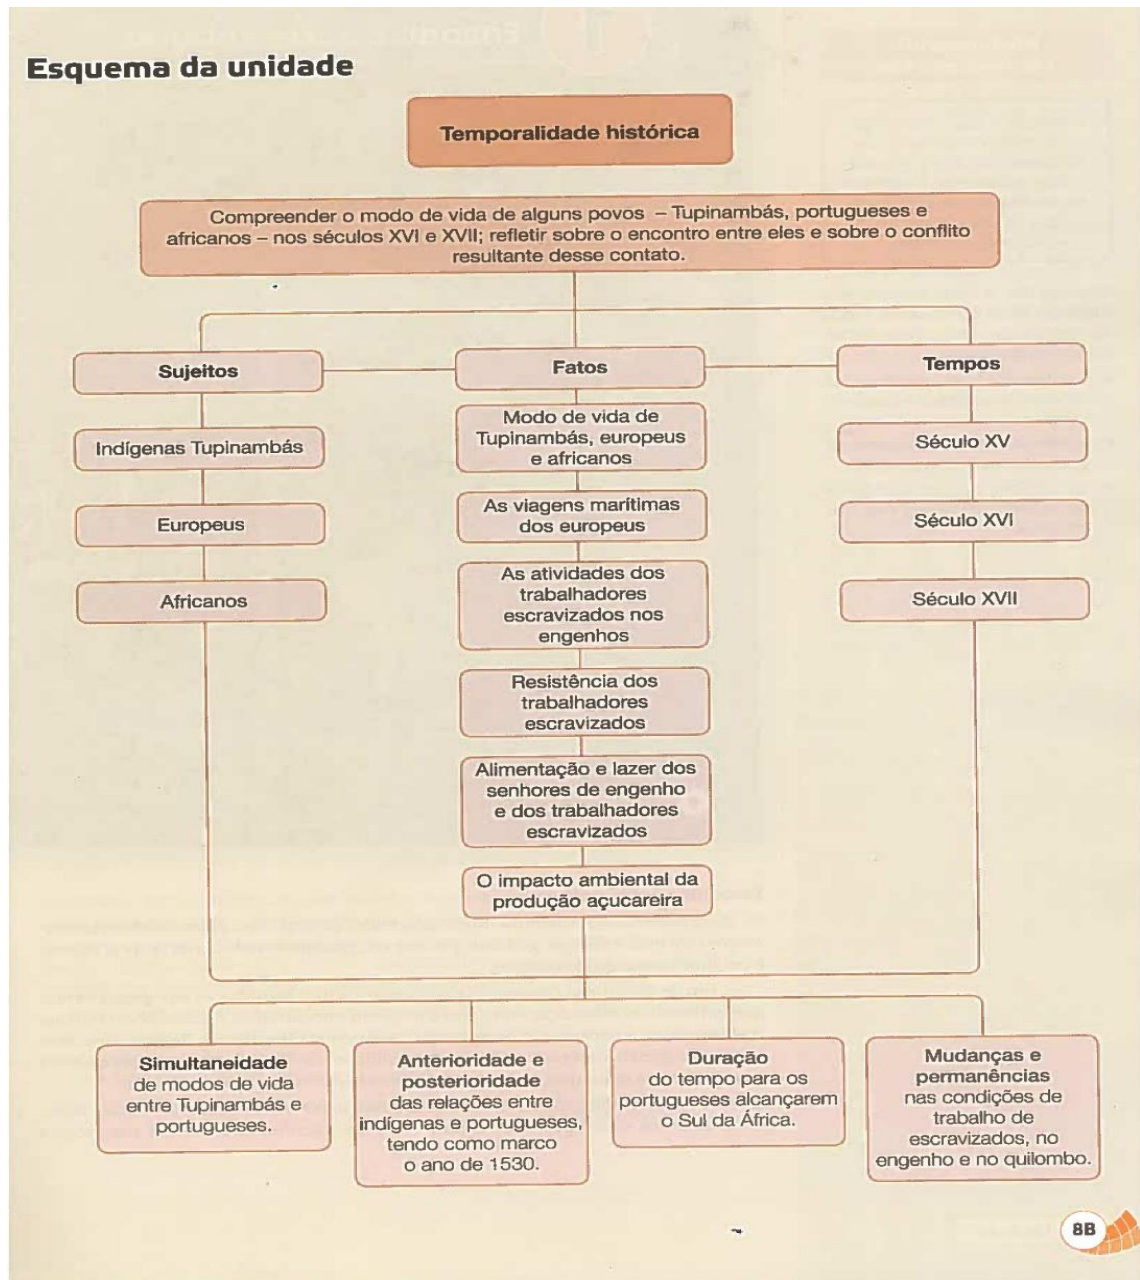 Esquema da unidade
Temporalidade histórica
Compreender o modo de vida de alguns povos – Tupinambás, portugueses e
africanos – nos séculos XVI e XVII; refletir sobre o encontro entre eles e sobre o conflito
resultante desse contato.
Sujeitos
Indígenas Tupinambás
Europeus
Africanos
Fatos
Modo de vida de
Tupinambás, europeus
e africanos
As viagens marítimas
dos europeus
As atividades dos
trabalhadores
escravizados nos
engenhos
Resistência dos
trabalhadores
escravizados
Alimentação e lazer dos
senhores de engenho
e dos trabalhadores
escravizados
O impacto ambiental da
produção açucareira
Tempos
Século XV
Século XVI
Século XVII
Simultaneidade
de modos de vida
entre Tupinambás e
portugueses.
Anterioridade e
posterioridade
das relações entre
indígenas e portugueses,
tendo como marco
o ano de 1530.
Duração
do tempo para os
portugueses alcançarem
o Sul da África.
Mudanças e
permanências
nas condições de
trabalho de
escravizados, no
engenho e no quilombo.
8B